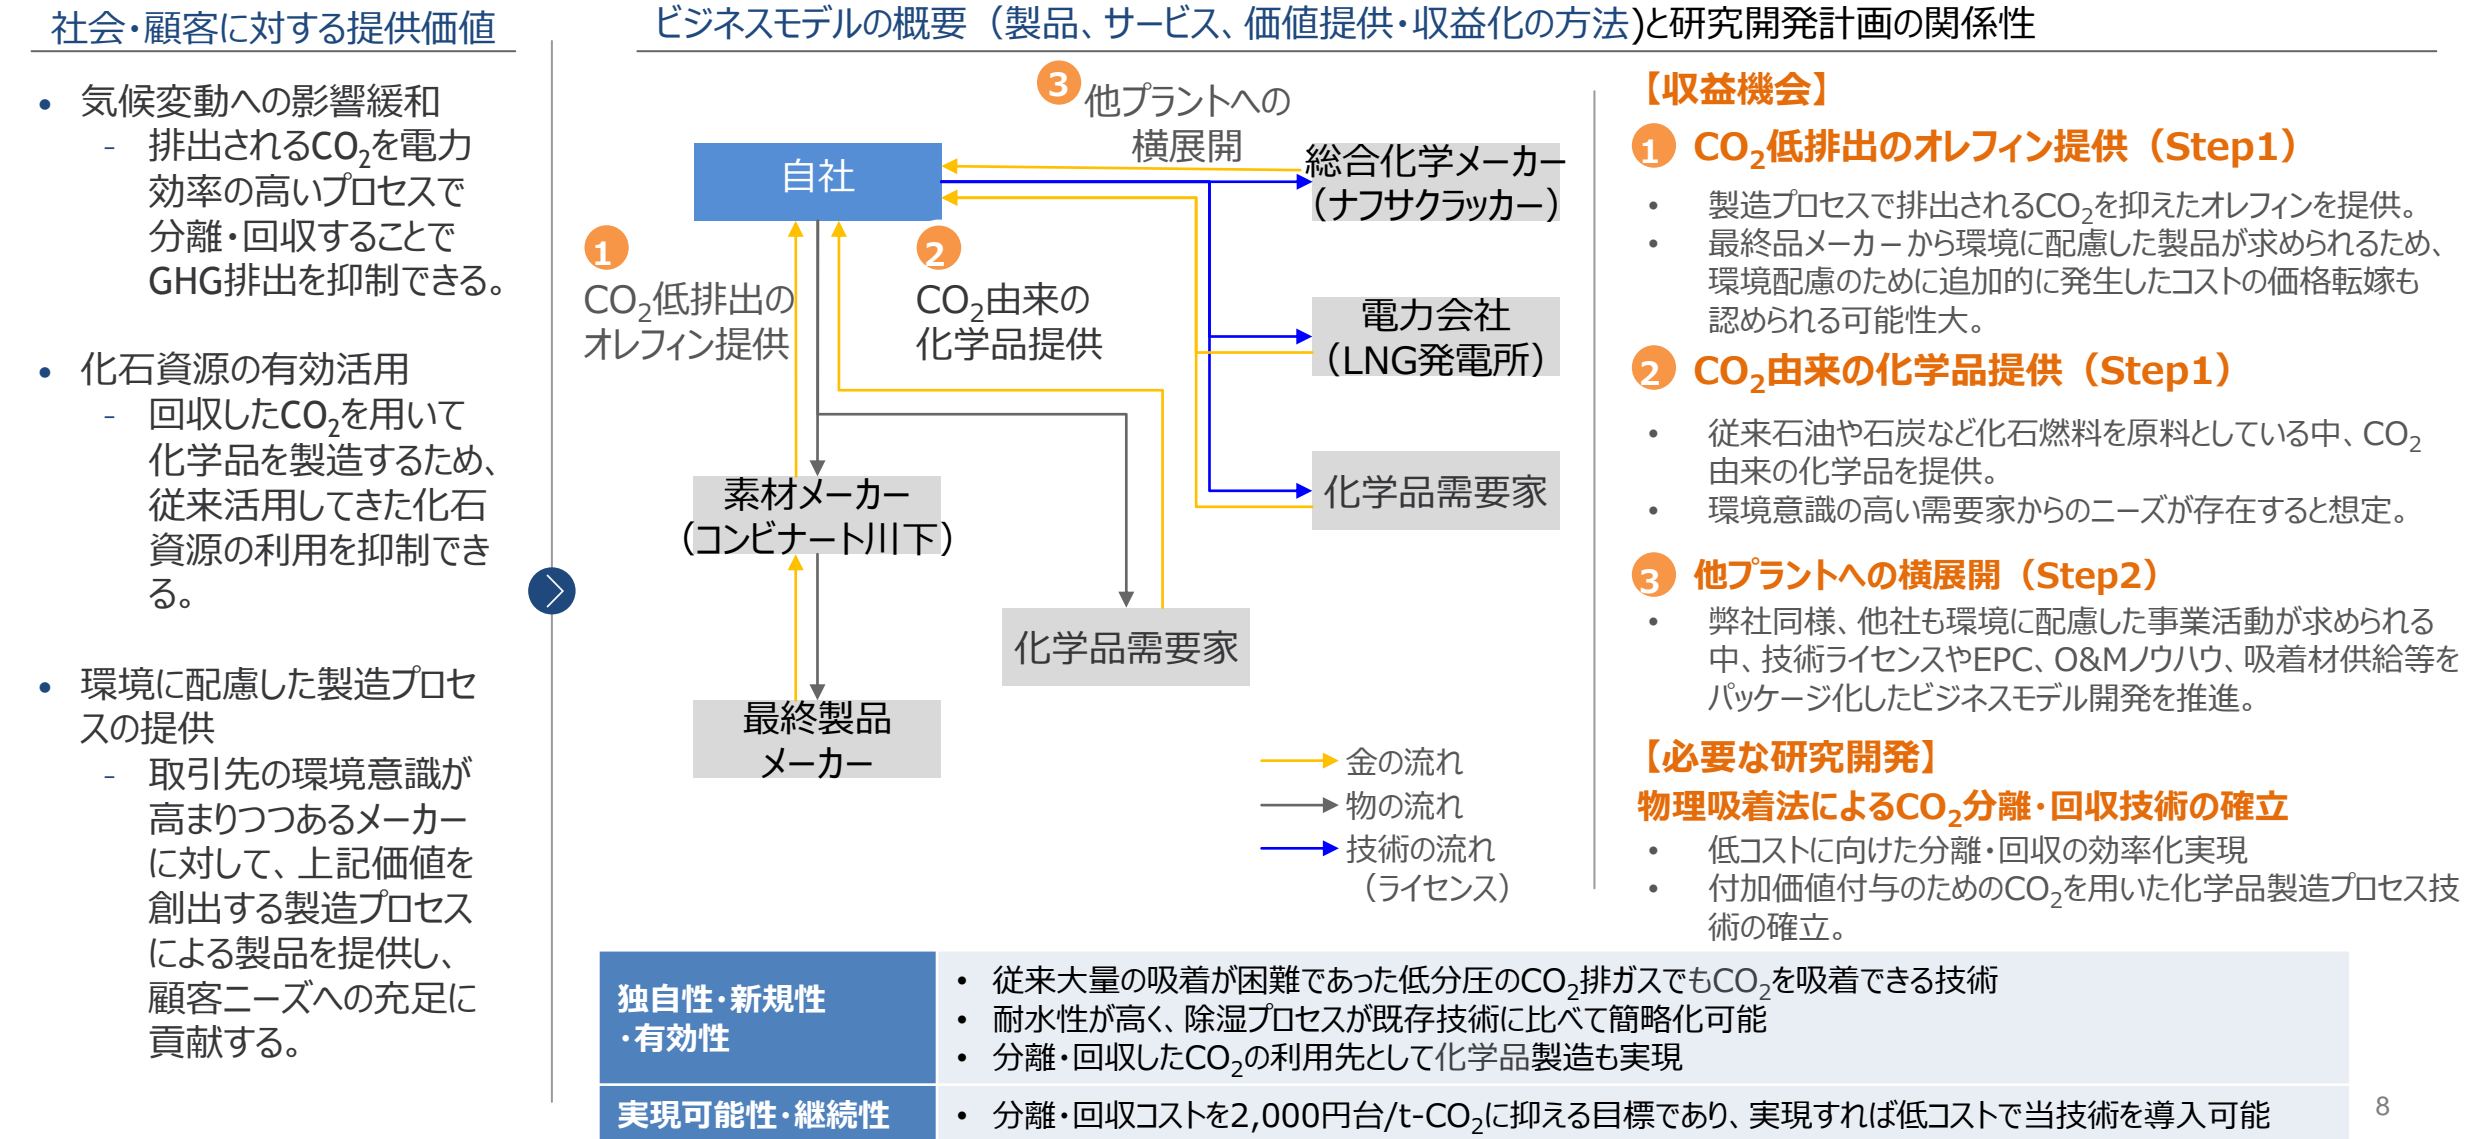 社会・顧客に対する提供価値
• 気候変動への影響緩和
- 排出されるCO2を電力
効率の高いプロセスで
分離・回収することで
GHG排出を抑制できる。
• 化石資源の有効活用
- 回収したCO2を用いて
化学品を製造するため、
従来活用してきた化石
資源の利用を抑制でき
る。
• 環境に配慮した製造プロセ
スの提供
- 取引先の環境意識が
高まりつつあるメーカー
に対して、上記価値を
創出する製造プロセス
による製品を提供し、
顧客ニーズへの充足に
貢献する。
ビジネスモデルの概要（製品、サービス、価値提供・収益化の方法)と研究開発計画の関係性
3
他プラントへの
横展開
自社
総合化学メーカー
（ナフサクラッカー）
1
CO2低排出の
オレフィン提供
2
CO2由来の
化学品提供
電力会社
（LNG発電所）
化学品需要家
素材メーカー
（コンビナート川下）
化学品需要家
最終製品
メーカー
金の流れ
物の流れ
技術の流れ
（ライセンス）
【収益機会】
1 CO2低排出のオレフィン提供（Step1）
• 製造プロセスで排出されるCO2を抑えたオレフィンを提供。
• 最終品メーカーから環境に配慮した製品が求められるため、
環境配慮のために追加的に発生したコストの価格転嫁も
認められる可能性大。
2 CO2由来の化学品提供（Step1）
• 従来石油や石炭など化石燃料を原料としている中、CO2
由来の化学品を提供。
• 環境意識の高い需要家からのニーズが存在すると想定。
3 他プラントへの横展開（Step2）
• 弊社同様、他社も環境に配慮した事業活動が求められる
中、技術ライセンスやEPC、O&Mノウハウ、吸着材供給等を
パッケージ化したビジネスモデル開発を推進。
【必要な研究開発】
物理吸着法によるCO2分離・回収技術の確立
• 低コストに向けた分離・回収の効率化実現
• 付加価値付与のためのCO2を用いた化学品製造プロセス技
術の確立。
独自性・新規性
・有効性
• 従来大量の吸着が困難であった低分圧のCO2排ガスでもCO2を吸着できる技術
• 耐水性が高く、除湿プロセスが既存技術に比べて簡略化可能
• 分離・回収したCO2の利用先として化学品製造も実現
実現可能性・継続性
• 分離・回収コストを2,000円台/t-CO2に抑える目標であり、実現すれば低コストで当技術を導入可能
8